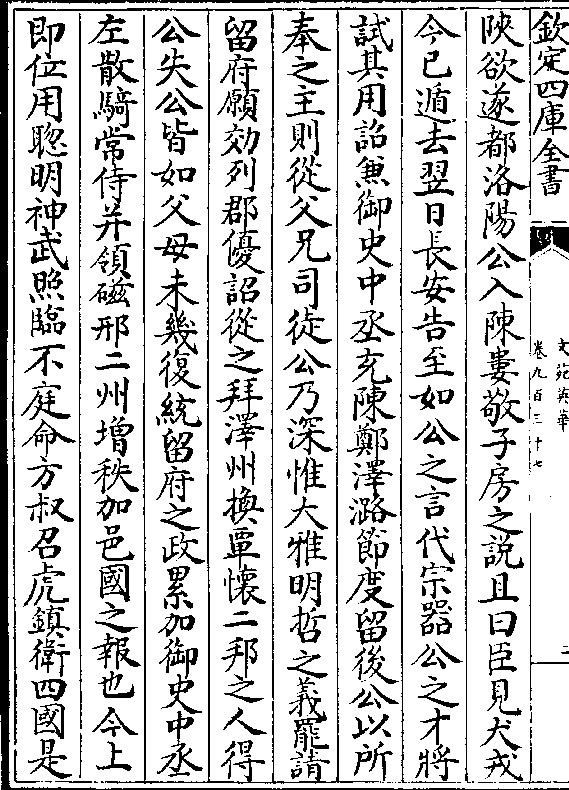 欽定四庫全書
文苑英華
卷九百三十七
二
陜欲遂都洛陽公入陳婁敬子房之説且曰臣見犬戎
今已遁去翌日長安告至如公之言代宗器公之才將
試其用詔兼御史中丞充陳鄭澤潞節度留後公以所
奉之主則從父兄司徒公乃深惟大雅明哲之義罷請
留府願効列郡優詔從之拜澤州換覃懷二邦之人得
公失公皆如父母未幾復統留府之政累加御史中丞
左散騎常侍并領磁邢二州增秩加邑國之報也今上
即位用聡明神武照臨不庭命方叔召虎鎮衛四國是